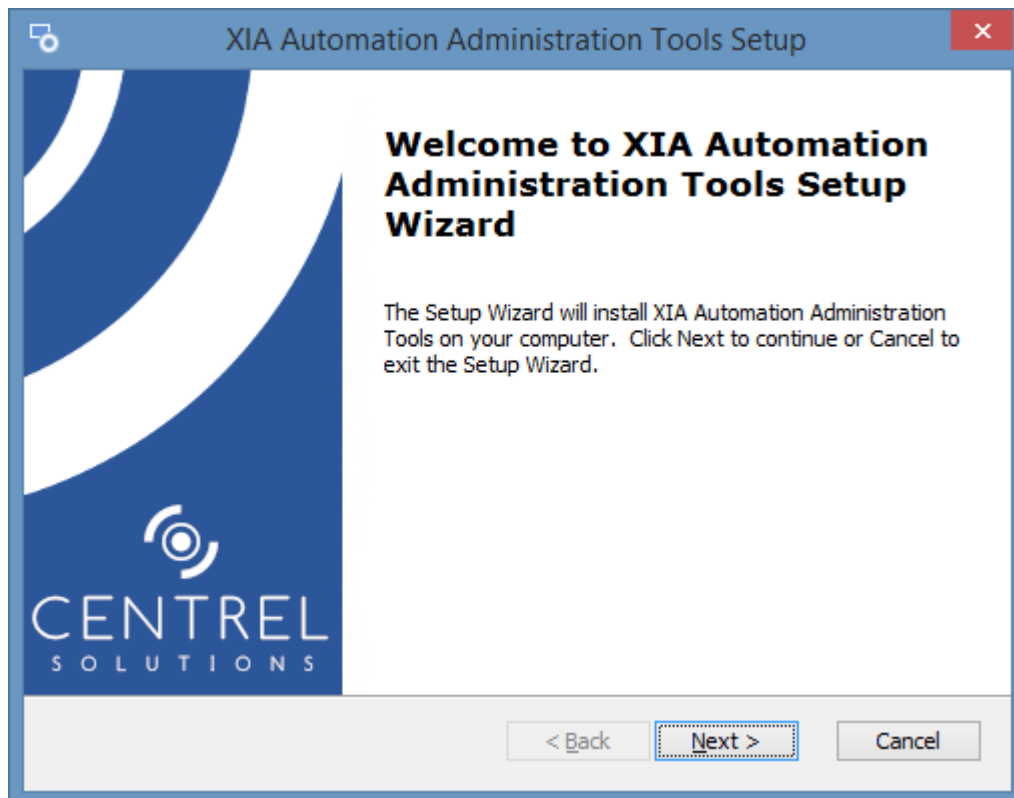 XIA Automation Administration Tools Setup
Welcome to XIA Automation
Administration Tools Setup
Wizard
The Setup Wizard will install XIA Automation Administration
Tools on your computer.  Click Next to continue or Cancel to
exit the Setup Wizard.
CENTREL
SOLUTIONS
< Back
Next >
Cancel